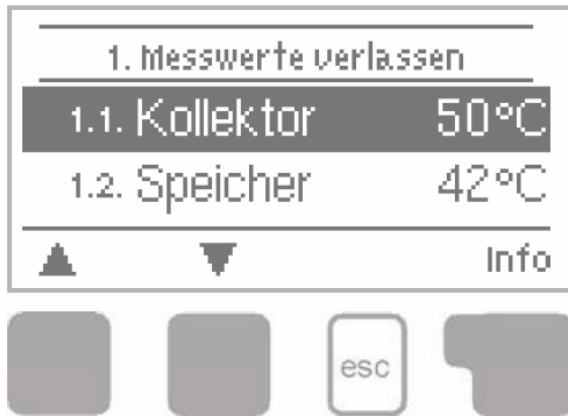 1. Messwerte verlassen
1.1. Kollektor 50°C
1.2. Speicher 42°C
▲ ▼ Info
esc